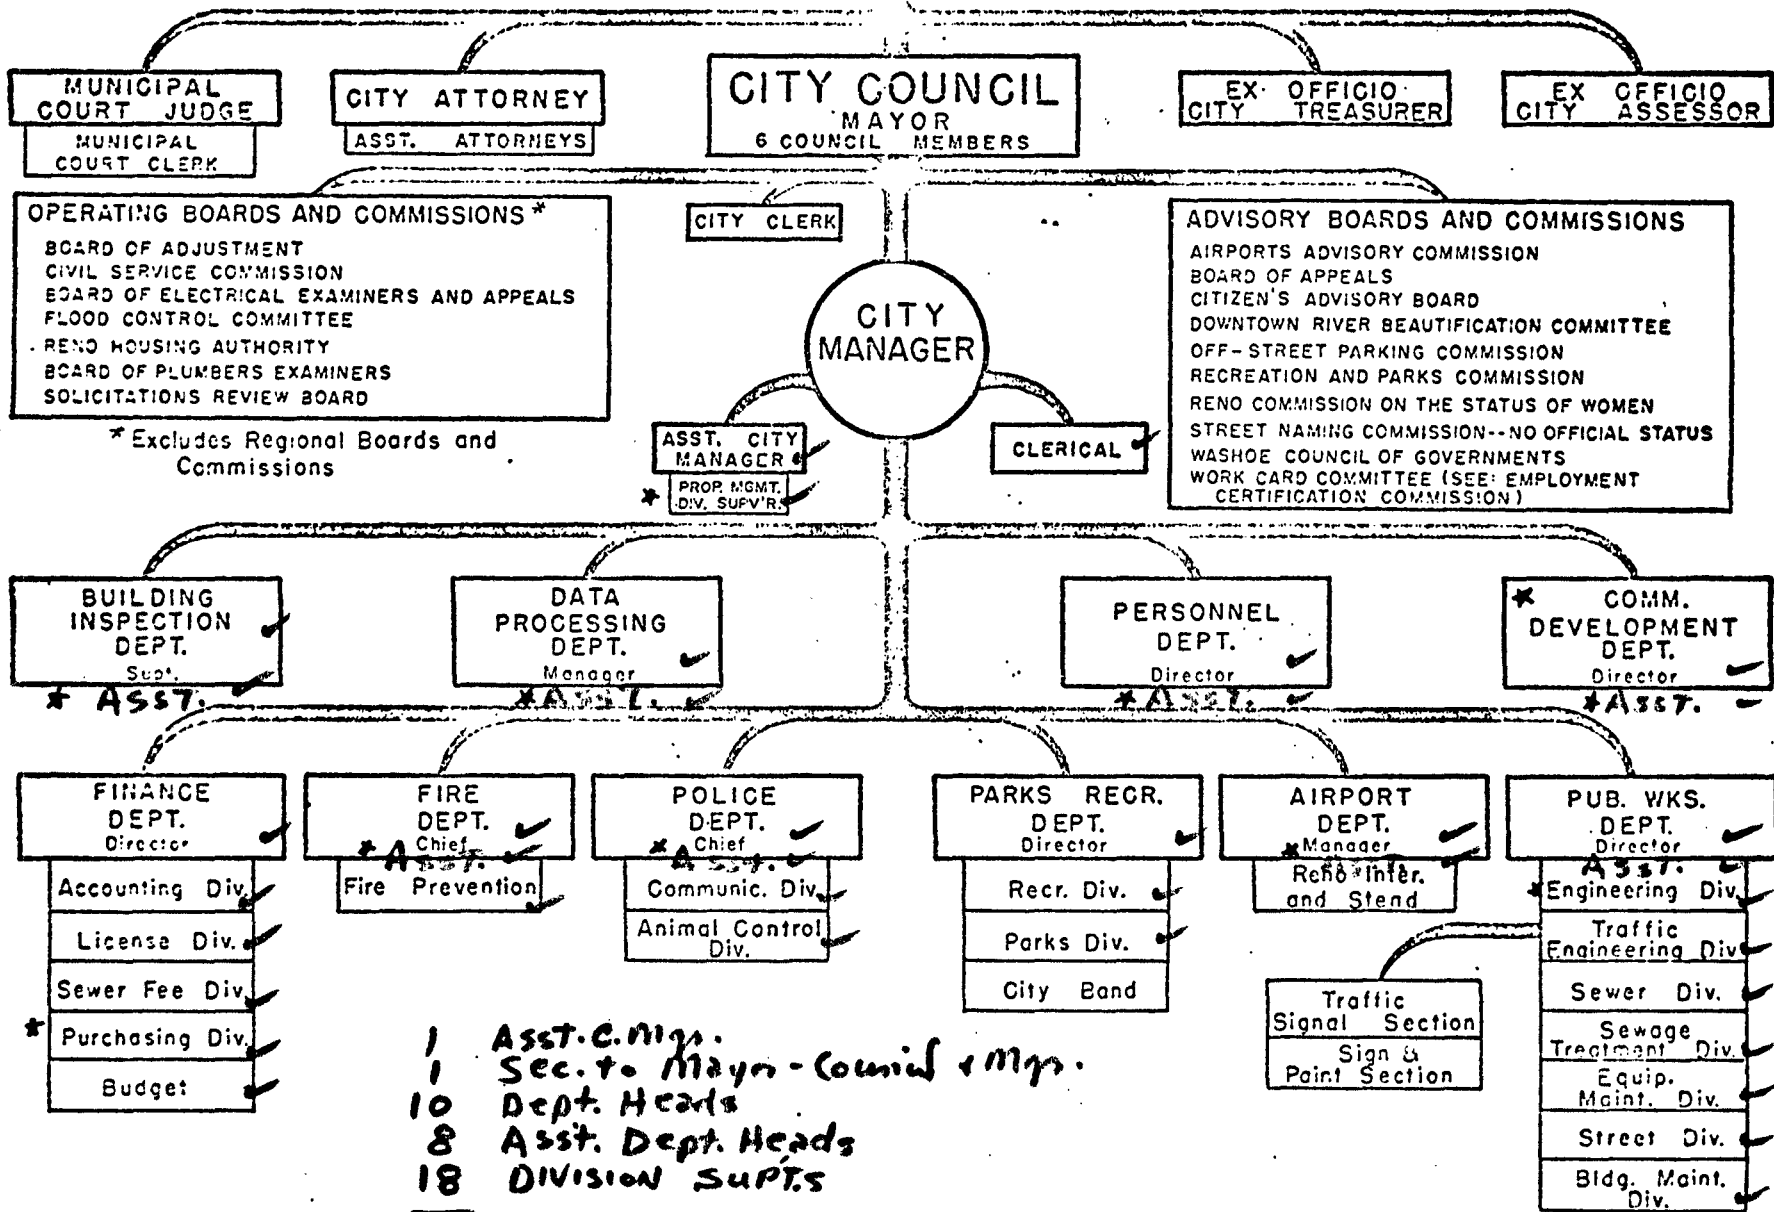 MUNICIPAL
COURT JUDGE
MUNICIPAL
COURT CLERK
CITY ATTORNEY
ASST. ATTORNEYS
CITY COUNCIL
MAYOR
6 COUNCIL MEMBERS
EX OFFICIO
CITY TREASURER
EX OFFICIO
CITY ASSESSOR
OPERATING BOARDS AND COMMISSIONS *
BOARD OF ADJUSTMENT
CIVIL SERVICE COMMISSION
BOARD OF ELECTRICAL EXAMINERS AND APPEALS
FLOOD CONTROL COMMITTEE
RENO HOUSING AUTHORITY
BOARD OF PLUMBERS EXAMINERS
SOLICITATIONS REVIEW BOARD
* Excludes Regional Boards and
Commissions
CITY CLERK
ADVISORY BOARDS AND COMMISSIONS
AIRPORTS ADVISORY COMMISSION
BOARD OF APPEALS
CITIZEN'S ADVISORY BOARD
DOWNTOWN RIVER BEAUTIFICATION COMMITTEE
OFF-STREET PARKING COMMISSION
RECREATION AND PARKS COMMISSION
RENO COMMISSION ON THE STATUS OF WOMEN
STREET NAMING COMMISSION--NO OFFICIAL STATUS
WASHOE COUNCIL OF GOVERNMENTS
WORK CARD COMMITTEE (SEE: EMPLOYMENT
CERTIFICATION COMMISSION)
CITY
MANAGER
ASST. CITY
MANAGER ✓
* PROP. MGMT.
DIV. SUPV'R. ✓
CLERICAL ✓
BUILDING
INSPECTION
DEPT. ✓
Supt.
* ASST. ✓
DATA
PROCESSING
DEPT. ✓
Manager
* ASST. ✓
PERSONNEL
DEPT.
Director ✓
* ASST. ✓
* COMM.
DEVELOPMENT
DEPT.
Director ✓
* ASST. ✓
FINANCE
DEPT.
Director ✓
Accounting Div. ✓
License Div. ✓
Sewer Fee Div. ✓
* Purchasing Div. ✓
Budget ✓
FIRE
DEPT. ✓
Chief
* ASST. ✓
Fire Prevention ✓
POLICE
DEPT. ✓
Chief
* ASST. ✓
Communic. Div. ✓
Animal Control
Div. ✓
PARKS RECR.
DEPT.
Director ✓
Recr. Div. ✓
Parks Div. ✓
City Band
AIRPORT
DEPT. ✓
* Manager
Reno Inter.
and Stead
PUB. WKS.
DEPT. ✓
Director
ASST. ✓
* Engineering Div. ✓
Traffic
Engineering Div. ✓
Sewer Div. ✓
Sewage
Treatment Div. ✓
Equip.
Maint. Div. ✓
Street Div. ✓
Bldg. Maint.
Div. ✓
Traffic
Signal Section
Sign &
Paint Section
1 Asst. C. Mgr.
1 Sec. to Mayor - Council & Mgr.
10 Dept. Heads
8 Asst. Dept. Heads
18 DIVISION SUPT.S